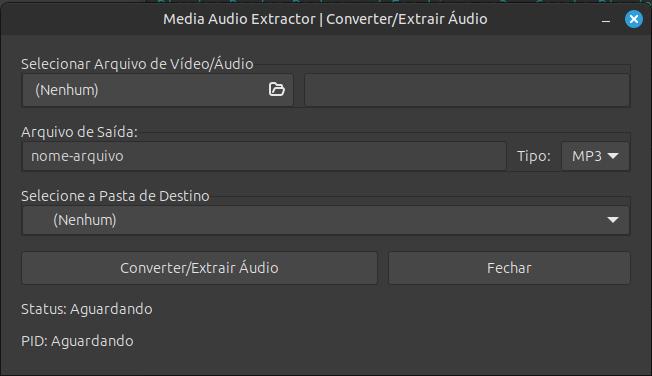 Media Audio Extractor | Converter/Extrair Áudio
Selecionar Arquivo de Vídeo/Áudio
(Nenhum)
Arquivo de Saída:
nome-arquivo Tipo: MP3
Selecione a Pasta de Destino
(Nenhum)
Converter/Extrair Áudio Fechar
Status: Aguardando
PID: Aguardando